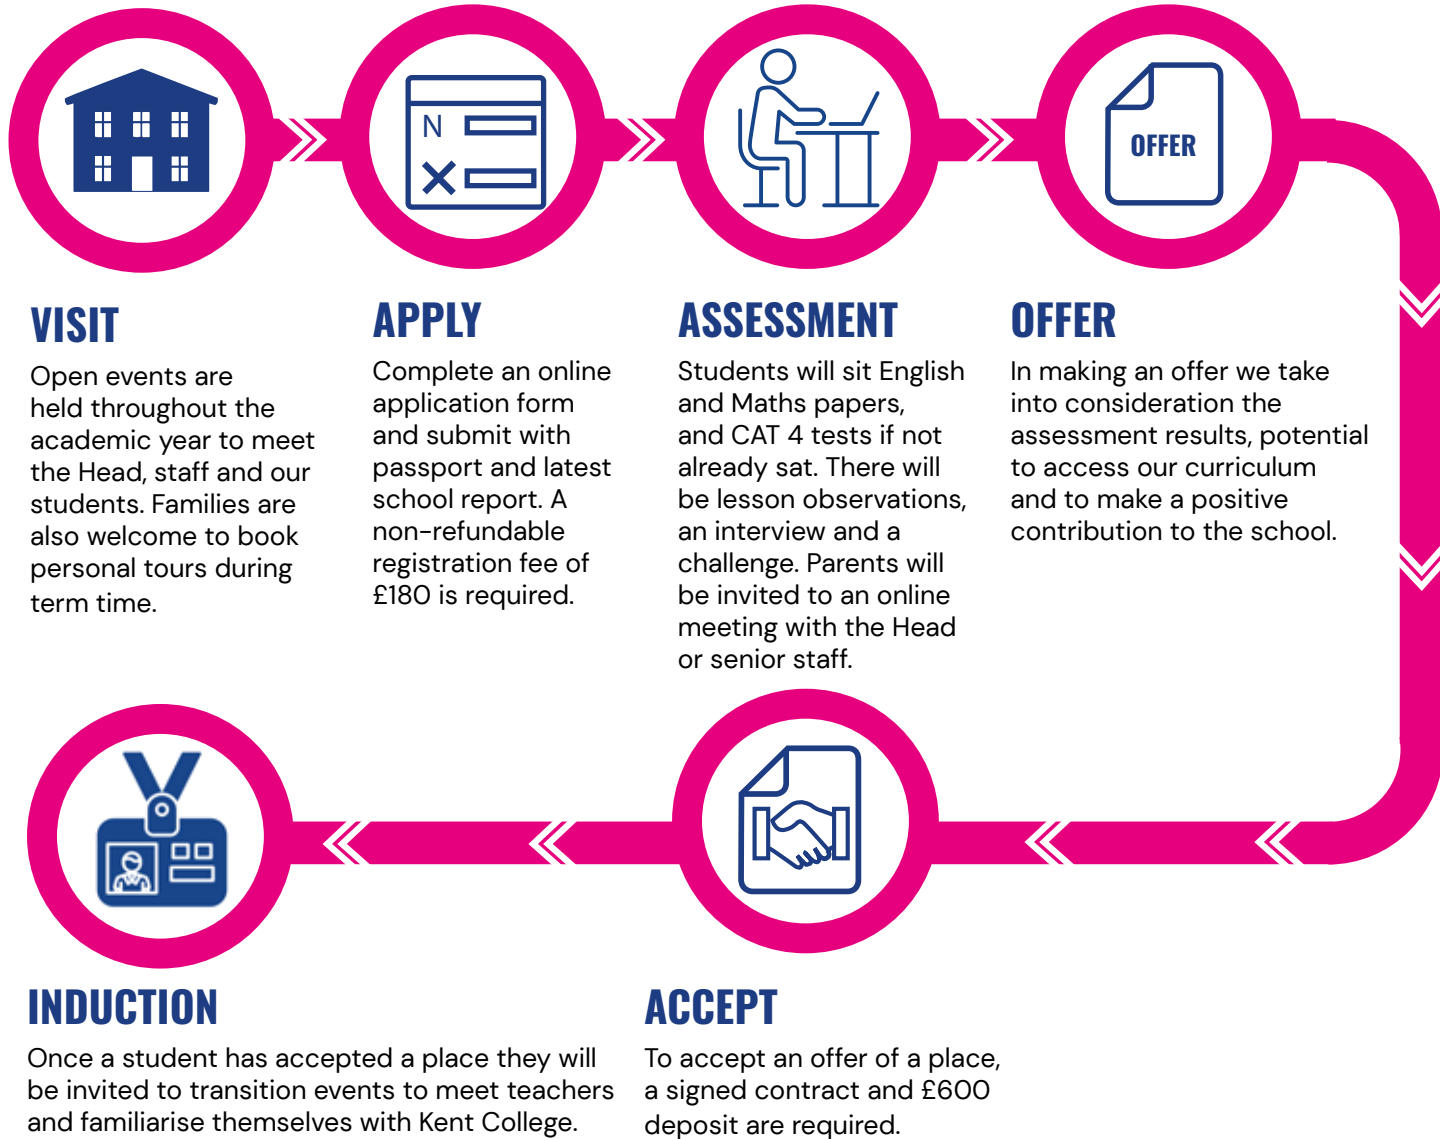 N
OFFER
VISIT
Open events are
held throughout the
academic year to meet
the Head, staff and our
students. Families are
also welcome to book
personal tours during
term time.
APPLY
Complete an online
application form
and submit with
passport and latest
school report. A
non-refundable
registration fee of
£180 is required.
ASSESSMENT
Students will sit English
and Maths papers,
and CAT 4 tests if not
already sat. There will
be lesson observations,
an interview and a
challenge. Parents will
be invited to an online
meeting with the Head
or senior staff.
OFFER
In making an offer we take
into consideration the
assessment results, potential
to access our curriculum
and to make a positive
contribution to the school.
INDUCTION
Once a student has accepted a place they will
be invited to transition events to meet teachers
and familiarise themselves with Kent College.
ACCEPT
To accept an offer of a place,
a signed contract and £600
deposit are required.